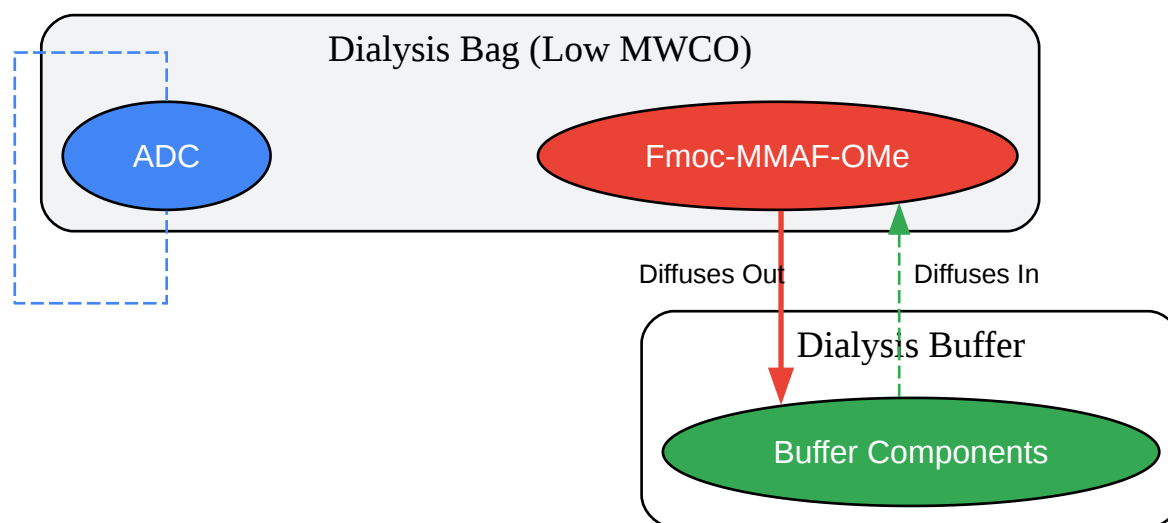 Dialysis Bag (Low MWCO)
ADC
Fmoc-MMAF-OMe
Diffuses Out
Diffuses In
Dialysis Buffer
Buffer Components